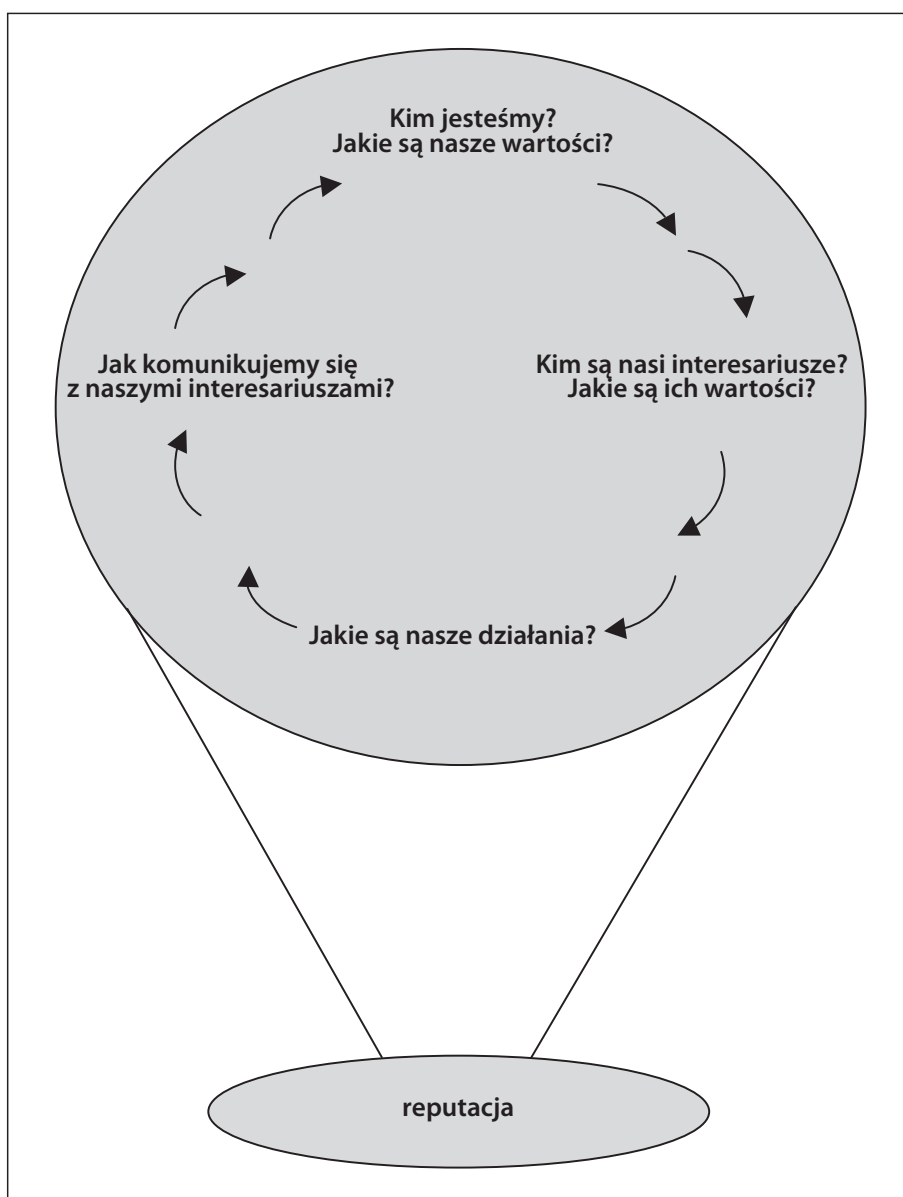 Kim jesteśmy?
Jakie są nasze wartości?
Kim są nasi interesariusze?
Jakie są ich wartości?
Jakie są nasze działania?
Jak komunikujemy się
z naszymi interesariuszami?
reputacja